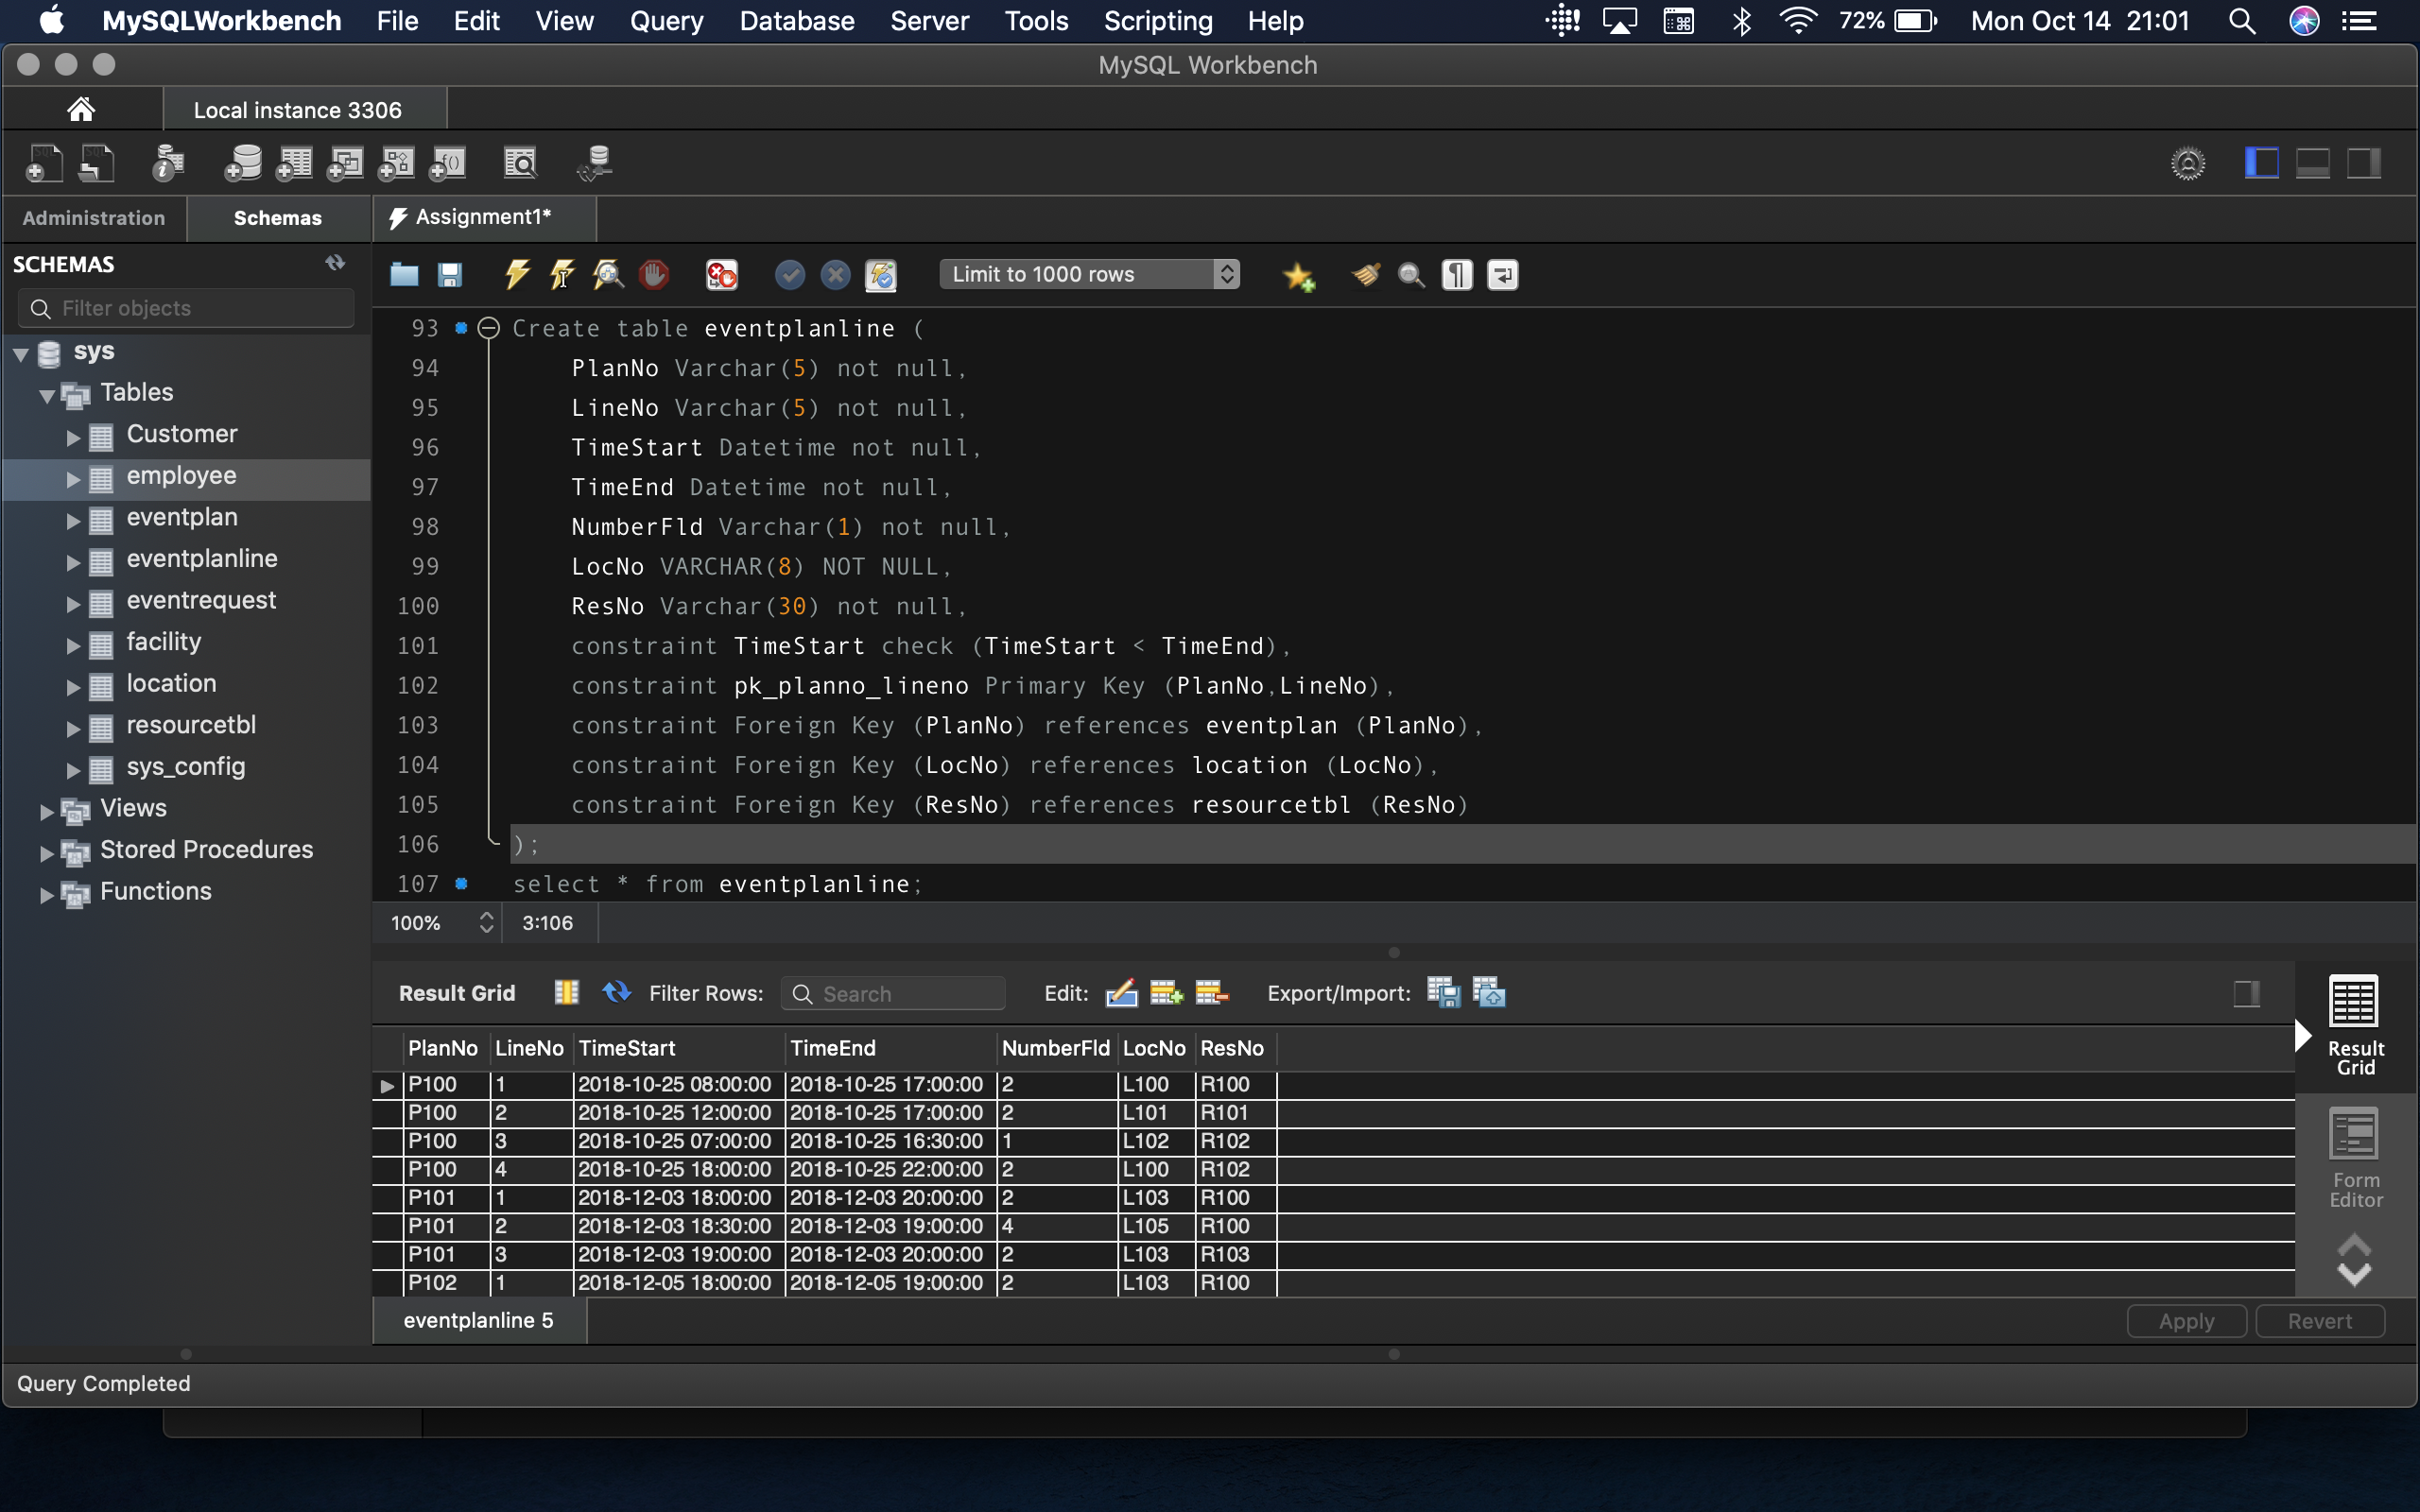 MySQLWorkbench File Edit View Query Database Server Tools Scripting Help 72% Mon Oct 14 21:01
MySQL Workbench
Local instance 3306
Administration Schemas Assignment1*
SCHEMAS
Filter objects
Limit to 1000 rows
sys
Tables
Customer
employee
eventplan
eventplanline
eventrequest
facility
location
resourcetbl
sys_config
Views
Stored Procedures
Functions
93 Create table eventplanline (
94 PlanNo Varchar(5) not null,
95 LineNo Varchar(5) not null,
96 TimeStart Datetime not null,
97 TimeEnd Datetime not null,
98 NumberFld Varchar(1) not null,
99 LocNo VARCHAR(8) NOT NULL,
100 ResNo Varchar(30) not null,
101 constraint TimeStart check (TimeStart < TimeEnd),
102 constraint pk_planno_lineno Primary Key (PlanNo,LineNo),
103 constraint Foreign Key (PlanNo) references eventplan (PlanNo),
104 constraint Foreign Key (LocNo) references location (LocNo),
105 constraint Foreign Key (ResNo) references resourcetbl (ResNo)
106 );
107 select * from eventplanline;
100% 3:106
Result Grid Filter Rows: Search Edit: Export/Import:
PlanNo LineNo TimeStart TimeEnd NumberFld LocNo ResNo
P100 1 2018-10-25 08:00:00 2018-10-25 17:00:00 2 L100 R100
P100 2 2018-10-25 12:00:00 2018-10-25 17:00:00 2 L101 R101
P100 3 2018-10-25 07:00:00 2018-10-25 16:30:00 1 L102 R102
P100 4 2018-10-25 18:00:00 2018-10-25 22:00:00 2 L100 R102
P101 1 2018-12-03 18:00:00 2018-12-03 20:00:00 2 L103 R100
P101 2 2018-12-03 18:30:00 2018-12-03 19:00:00 4 L105 R100
P101 3 2018-12-03 19:00:00 2018-12-03 20:00:00 2 L103 R103
P102 1 2018-12-05 18:00:00 2018-12-05 19:00:00 2 L103 R100
Result
Grid
Form
Editor
eventplanline 5 Apply Revert
Query Completed